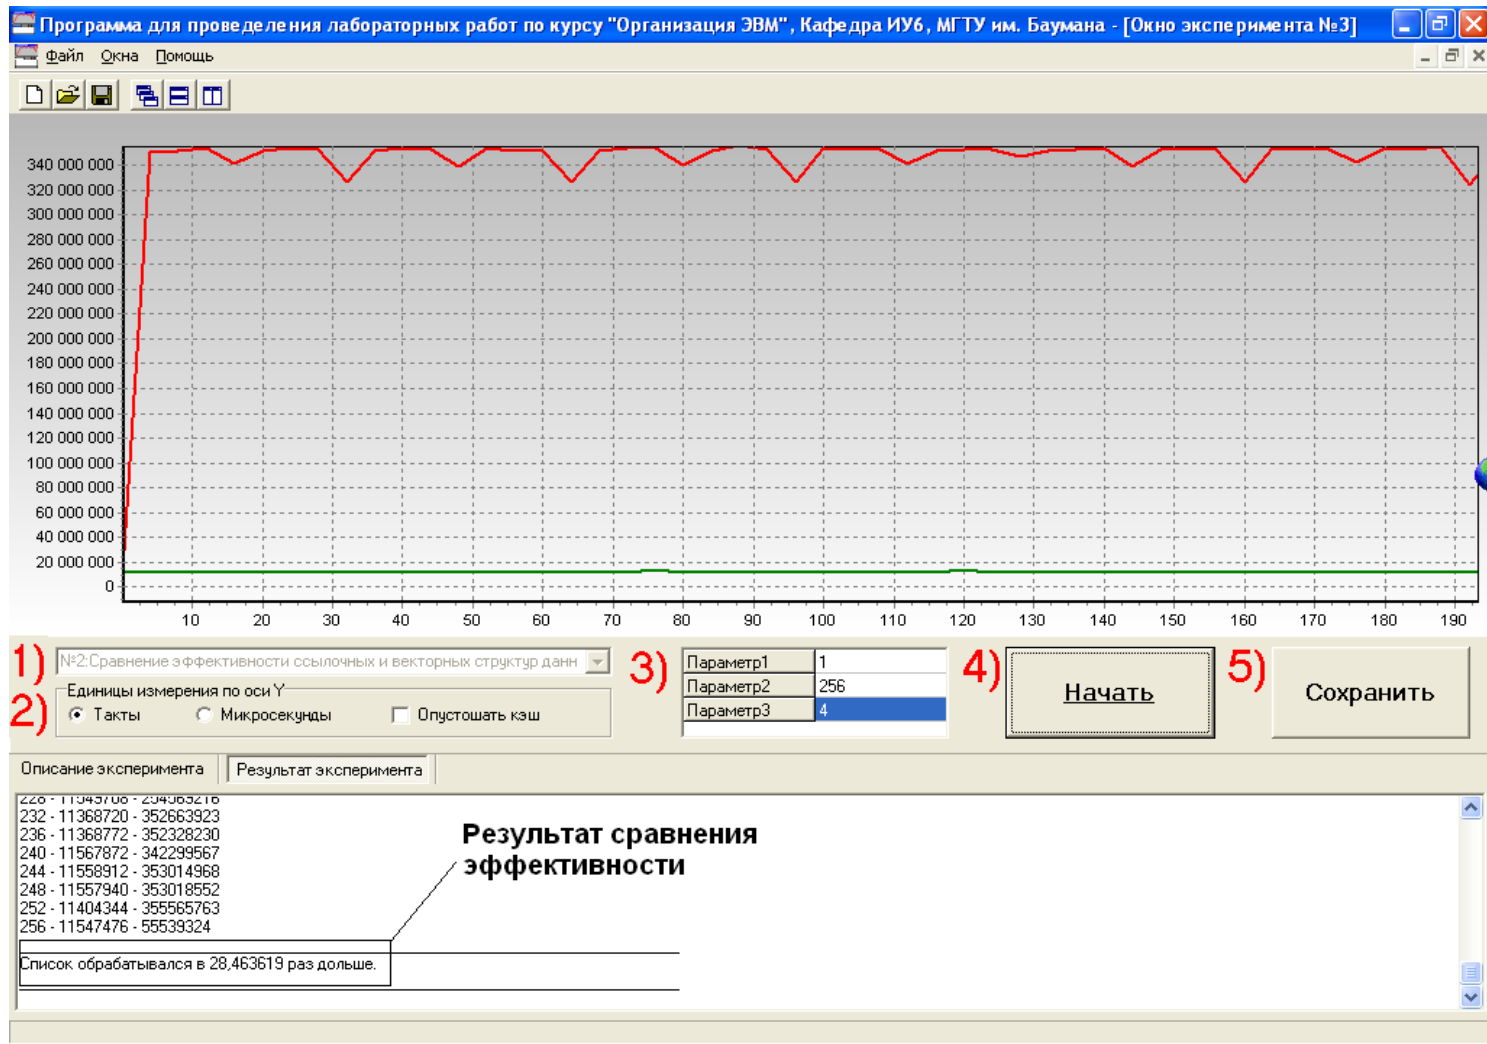 Программа для проведеления лабораторных работ по курсу "Организация ЭВМ", Кафедра ИУ6, МГТУ им. Баумана - [Окно эксперимента №3]
Файл Окна Помощь
340 000 000
320 000 000
300 000 000
280 000 000
260 000 000
240 000 000
220 000 000
200 000 000
180 000 000
160 000 000
140 000 000
120 000 000
100 000 000
80 000 000
60 000 000
40 000 000
20 000 000
0
10 20 30 40 50 60 70 80 90 100 110 120 130 140 150 160 170 180 190
1) №2:Сравнение эффективности ссылочных и векторных структур данн
Единицы измерения по оси Y
2) Такты Микросекунды Опустошать кэш
3) Параметр1 1
Параметр2 256
Параметр3 4
4) Начать
5) Сохранить
Описание эксперимента Результат эксперимента
232 - 11368720 - 352663923
236 - 11368772 - 352328230
240 - 11567872 - 342299567
244 - 11558912 - 353014968
248 - 11557940 - 353018552
252 - 11404344 - 355565763
256 - 11547476 - 55539324
Результат сравнения
эффективности
Список обрабатывался в 28,463619 раз дольше.